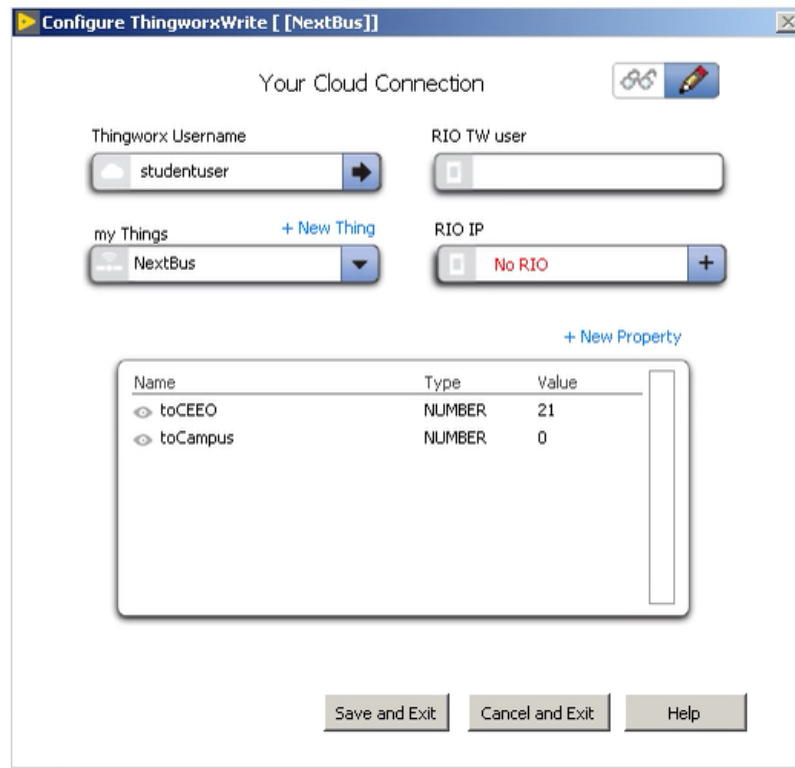 Configure ThingworxWrite [ [NextBus]]
Your Cloud Connection
Thingworx Username
RIO TW user
studentuser
my Things
+ New Thing
RIO IP
NextBus
No RIO
+
+ New Property
Name Type Value
toCEEO NUMBER 21
toCampus NUMBER 0
Save and Exit Cancel and Exit Help